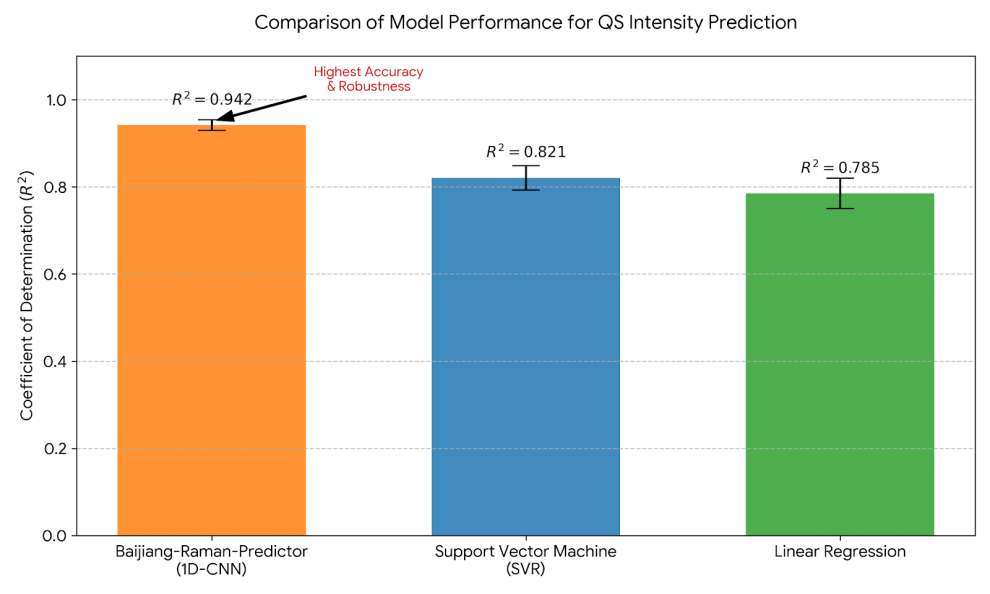 Comparison of Model Performance for QS Intensity Prediction
Highest Accuracy
& Robustness
R² = 0.942
R² = 0.821
R² = 0.785
Coefficient of Determination (R²)
1.0
0.8
0.6
0.4
0.2
0.0
Baijiang-Raman-Predictor
(1D-CNN)
Support Vector Machine
(SVR)
Linear Regression